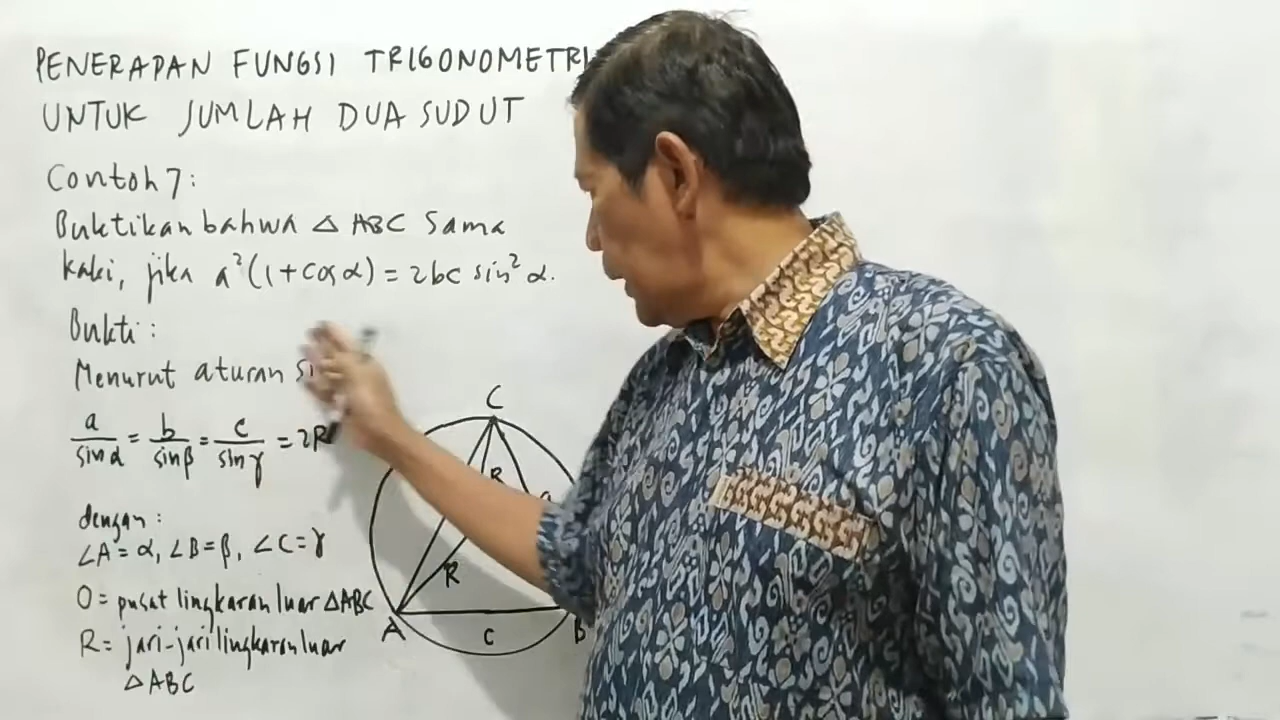 PENERAPAN FUNGSI TRIGONOMETRI
UNTUK JUMLAH DUA SUDUT
Contoh 7:
Buktikan bahwa △ ABC sama
kaki, jika a²(1+cos α) = 2bc sin² α.
Bukti:
Menurut aturan
a/sin α = b/sin β = c/sin γ = 2R
dengan:
∠A = α, ∠B = β, ∠C = γ
O = pusat lingkaran luar △ABC
R = jari-jari lingkaran luar
△ ABC
C
R
a
R
A
c
B